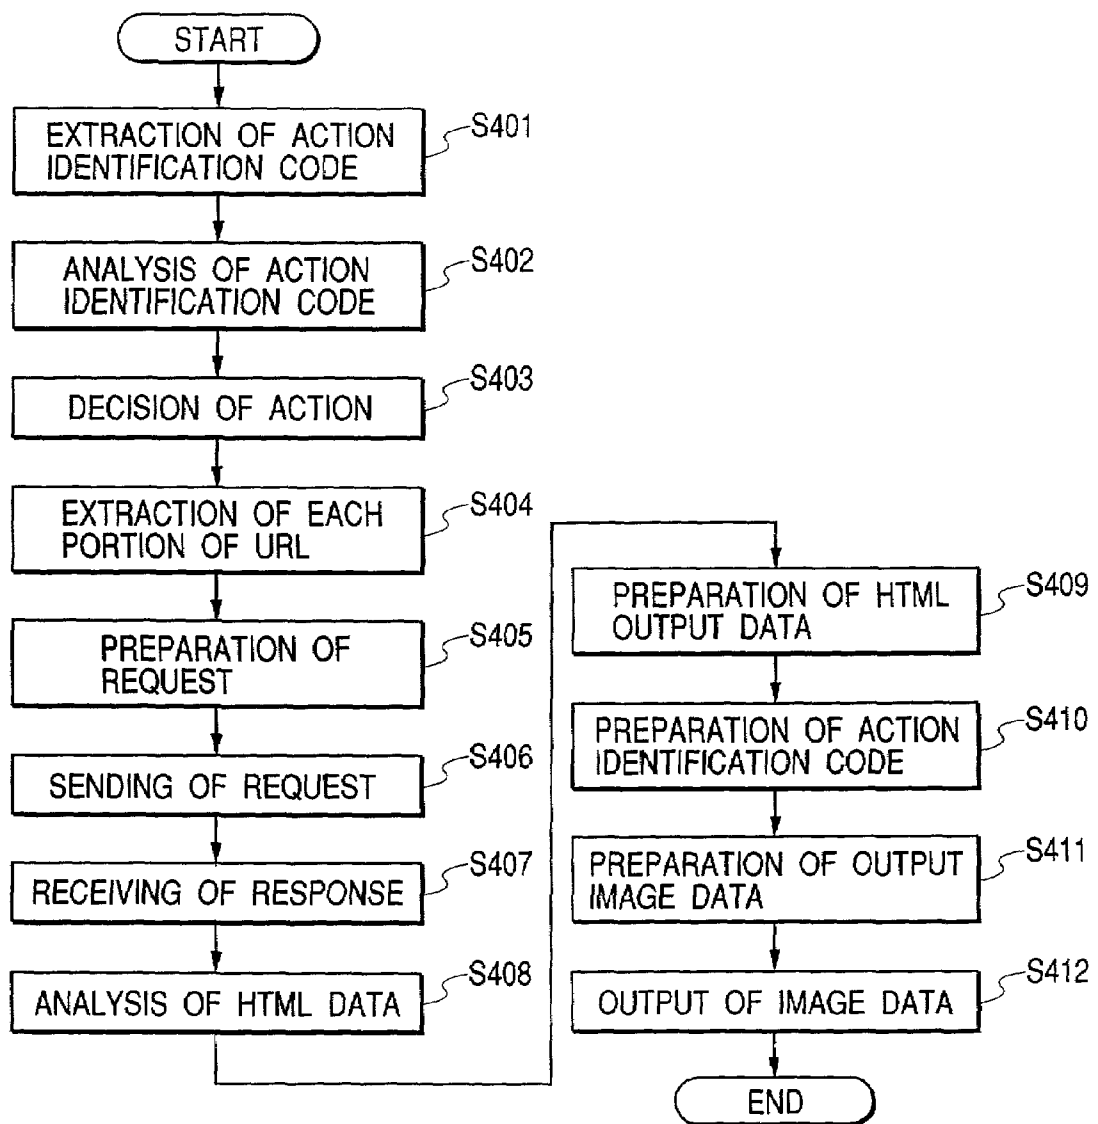 START
EXTRACTION OF ACTION
IDENTIFICATION CODE
S401
ANALYSIS OF ACTION
IDENTIFICATION CODE
S402
DECISION OF ACTION
S403
EXTRACTION OF EACH
PORTION OF URL
S404
PREPARATION OF
REQUEST
S405
SENDING OF REQUEST
S406
RECEIVING OF RESPONSE
S407
ANALYSIS OF HTML DATA
S408
PREPARATION OF HTML
OUTPUT DATA
S409
PREPARATION OF ACTION
IDENTIFICATION CODE
S410
PREPARATION OF OUTPUT
IMAGE DATA
S411
OUTPUT OF IMAGE DATA
S412
END